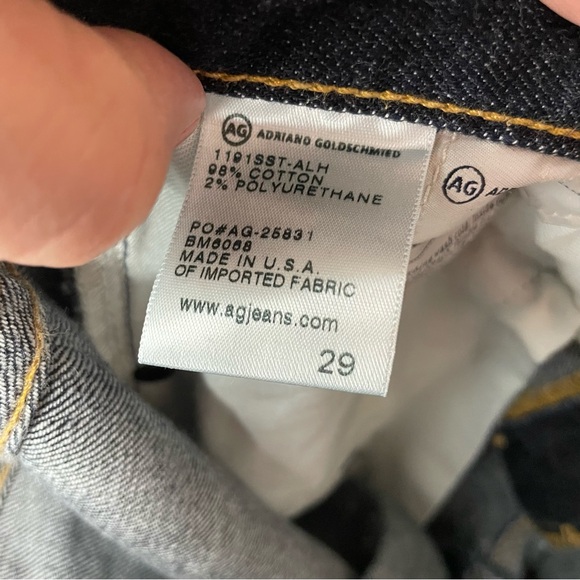 AG ADRIANO GOLDSCHMIED
1191SST-ALH
98% COTTON
2% POLYURETHANE
PO#AG-25831
BM6068
MADE IN U.S.A.
OF IMPORTED FABRIC
www.agjeans.com
29
AG